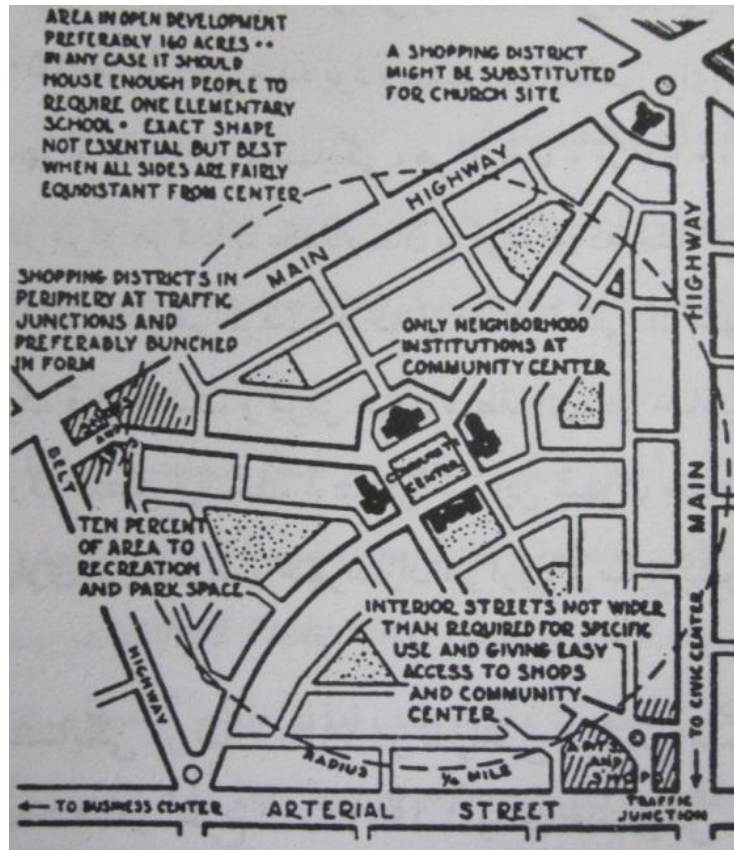 AREA IN OPEN DEVELOPMENT
PREFERABLY 160 ACRES • •
IN ANY CASE IT SHOULD
HOUSE ENOUGH PEOPLE TO
REQUIRE ONE ELEMENTARY
SCHOOL • EXACT SHAPE
NOT ESSENTIAL BUT BEST
WHEN ALL SIDES ARE FAIRLY
EQUIDISTANT FROM CENTER
A SHOPPING DISTRICT
MIGHT BE SUBSTITUTED
FOR CHURCH SITE
MAIN HIGHWAY
HIGHWAY
SHOPPING DISTRICTS IN
PERIPHERY AT TRAFFIC
JUNCTIONS AND
PREFERABLY BUNCHED
IN FORM
ONLY NEIGHBORHOOD
INSTITUTIONS AT
COMMUNITY CENTER
BELT
COMMUNITY
CENTER
MAIN
TEN PERCENT
OF AREA TO
RECREATION
AND PARK SPACE
INTERIOR STREETS NOT WIDER
THAN REQUIRED FOR SPECIFIC
USE AND GIVING EASY
ACCESS TO SHOPS
AND COMMUNITY
CENTER
HIGHWAY
TO CIVIC CENTER
RADIUS
MILE
APTS.
AND
TRAFFIC
JUNCTION
TO BUSINESS CENTER
ARTERIAL STREET